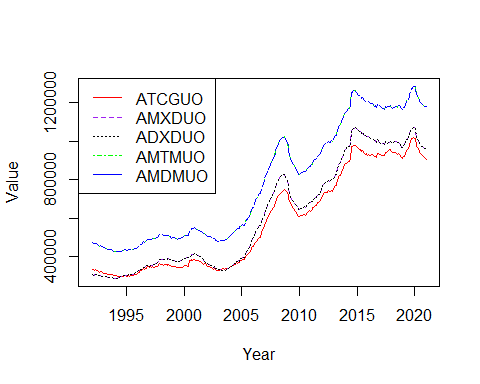 ATCGUO
AMXDUO
ADXDUO
AMTMUO
AMDMUO
Value
1200000
800000
400000
1995 2000 2005 2010 2015 2020
Year